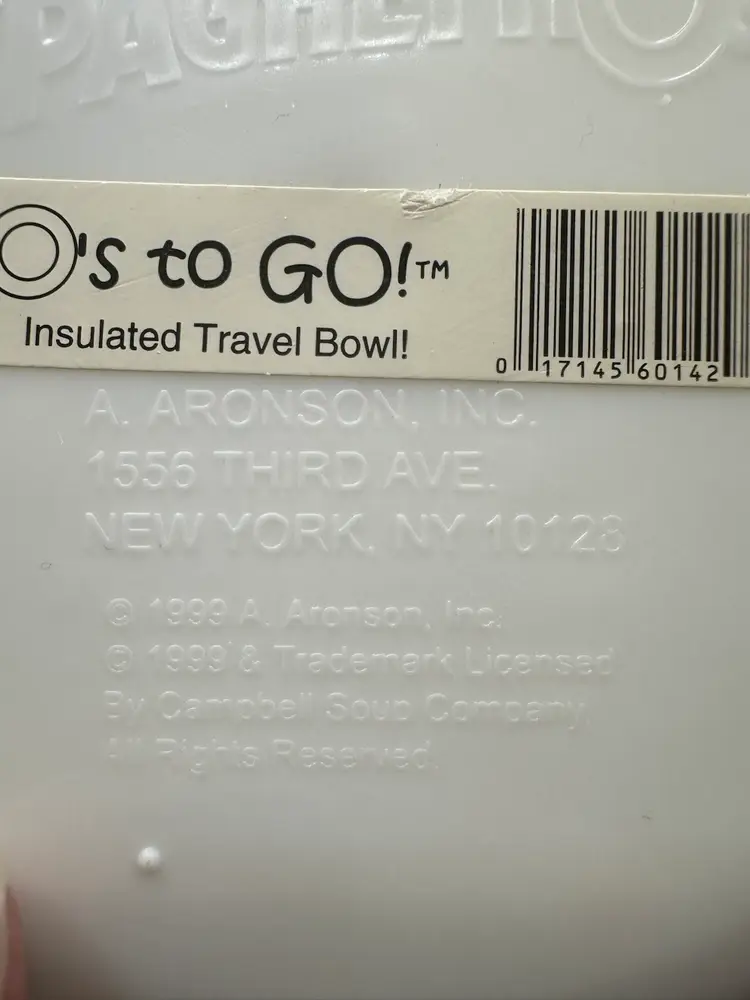 PAGHETTIO's
O's to GO!™
Insulated Travel Bowl!
0 17145 60142
A. ARONSON, INC.
1556 THIRD AVE.
NEW YORK, NY 10128
© 1999 A. Aronson, Inc.
© 1999 & Trademark Licensed
By Campbell Soup Company,
All Rights Reserved.